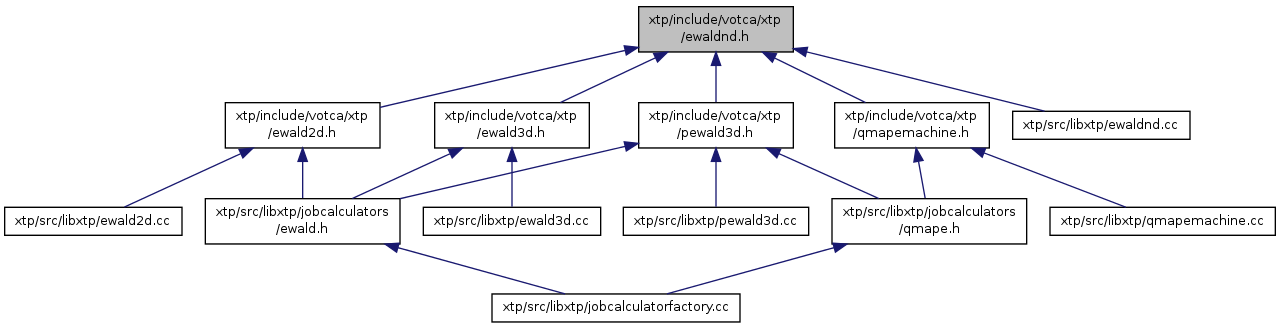 xtp/include/votca/xtp
/ewaldnd.h
xtp/include/votca/xtp
/ewald2d.h
xtp/include/votca/xtp
/ewald3d.h
xtp/include/votca/xtp
/pewald3d.h
xtp/include/votca/xtp
/qmapemachine.h
xtp/src/libxtp/ewaldnd.cc
xtp/src/libxtp/ewald2d.cc
xtp/src/libxtp/jobcalculators
/ewald.h
xtp/src/libxtp/ewald3d.cc
xtp/src/libxtp/pewald3d.cc
xtp/src/libxtp/jobcalculators
/qmape.h
xtp/src/libxtp/qmapemachine.cc
xtp/src/libxtp/jobcalculatorfactory.cc